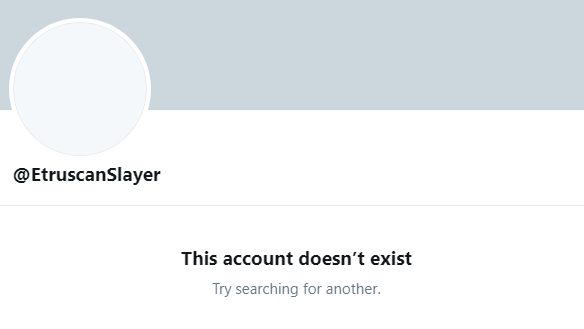 @EtruscanSlayer
This account doesn’t exist
Try searching for another.